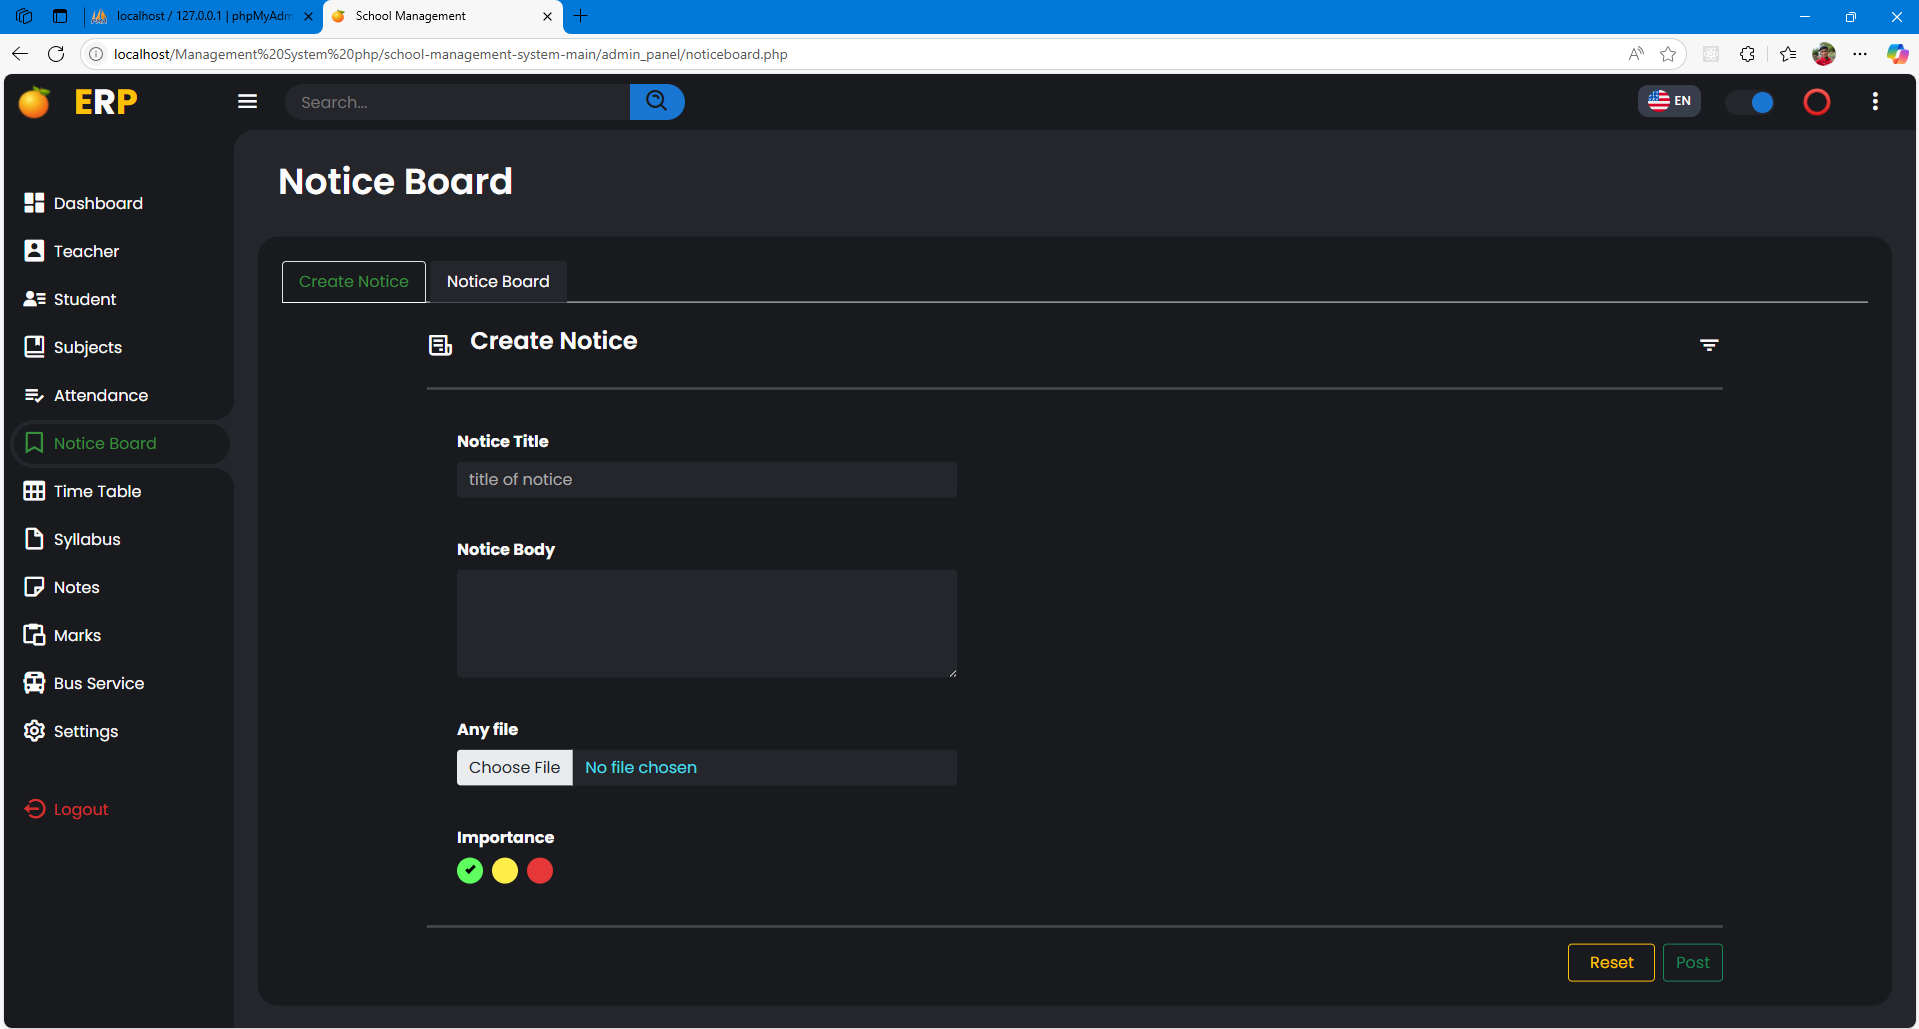 localhost / 127.0.0.1 | phpMyAdm
School Management
localhost/Management%20System%20php/school-management-system-main/admin_panel/noticeboard.php
ERP
Search...
EN
Notice Board
Dashboard
Teacher
Student
Subjects
Attendance
Notice Board
Time Table
Syllabus
Notes
Marks
Bus Service
Settings
Logout
Create Notice
Notice Board
Create Notice
Notice Title
title of notice
Notice Body
Any file
Choose File No file chosen
Importance
Reset
Post